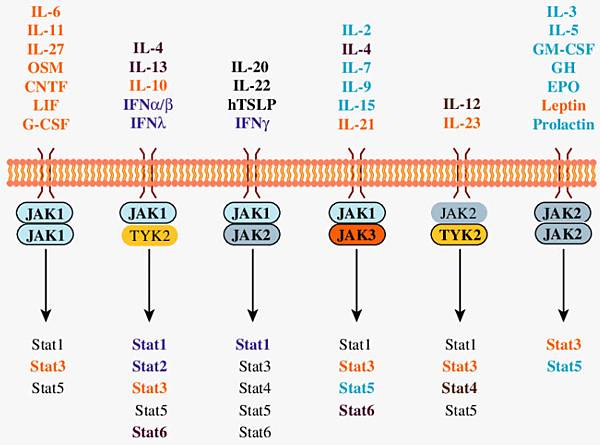 IL-6
IL-11
IL-27
OSM
CNTF
LIF
G-CSF
JAK1
JAK1
Stat1
Stat3
Stat5
IL-4
IL-13
IL-10
IFNα/β
IFNλ
JAK1
TYK2
Stat1
Stat2
Stat3
Stat5
Stat6
IL-20
IL-22
hTSLP
IFNγ
JAK1
JAK2
Stat1
Stat3
Stat4
Stat5
Stat6
IL-2
IL-4
IL-7
IL-9
IL-15
IL-21
JAK1
JAK3
Stat1
Stat3
Stat5
Stat6
IL-12
IL-23
JAK2
TYK2
Stat1
Stat3
Stat4
Stat5
IL-3
IL-5
GM-CSF
GH
EPO
Leptin
Prolactin
JAK2
JAK2
Stat3
Stat5